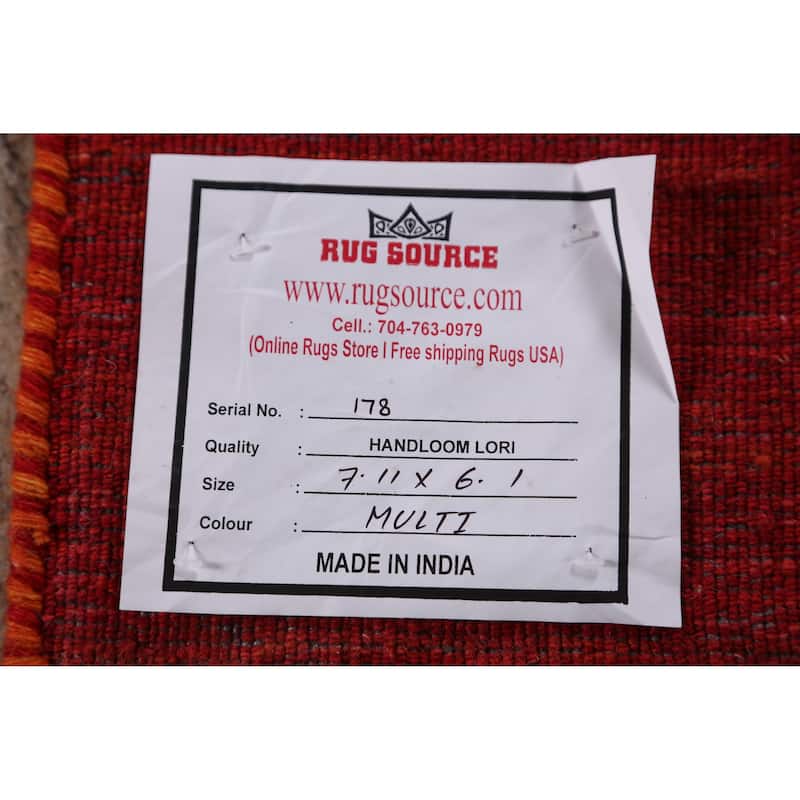 RUG SOURCE
www.rugsource.com
Cell.: 704-763-0979
(Online Rugs Store I Free shipping Rugs USA)
Serial No. : 178
Quality : HANDLOOM LORI
Size : 7.11 X 6.1
Colour : MULTI
MADE IN INDIA